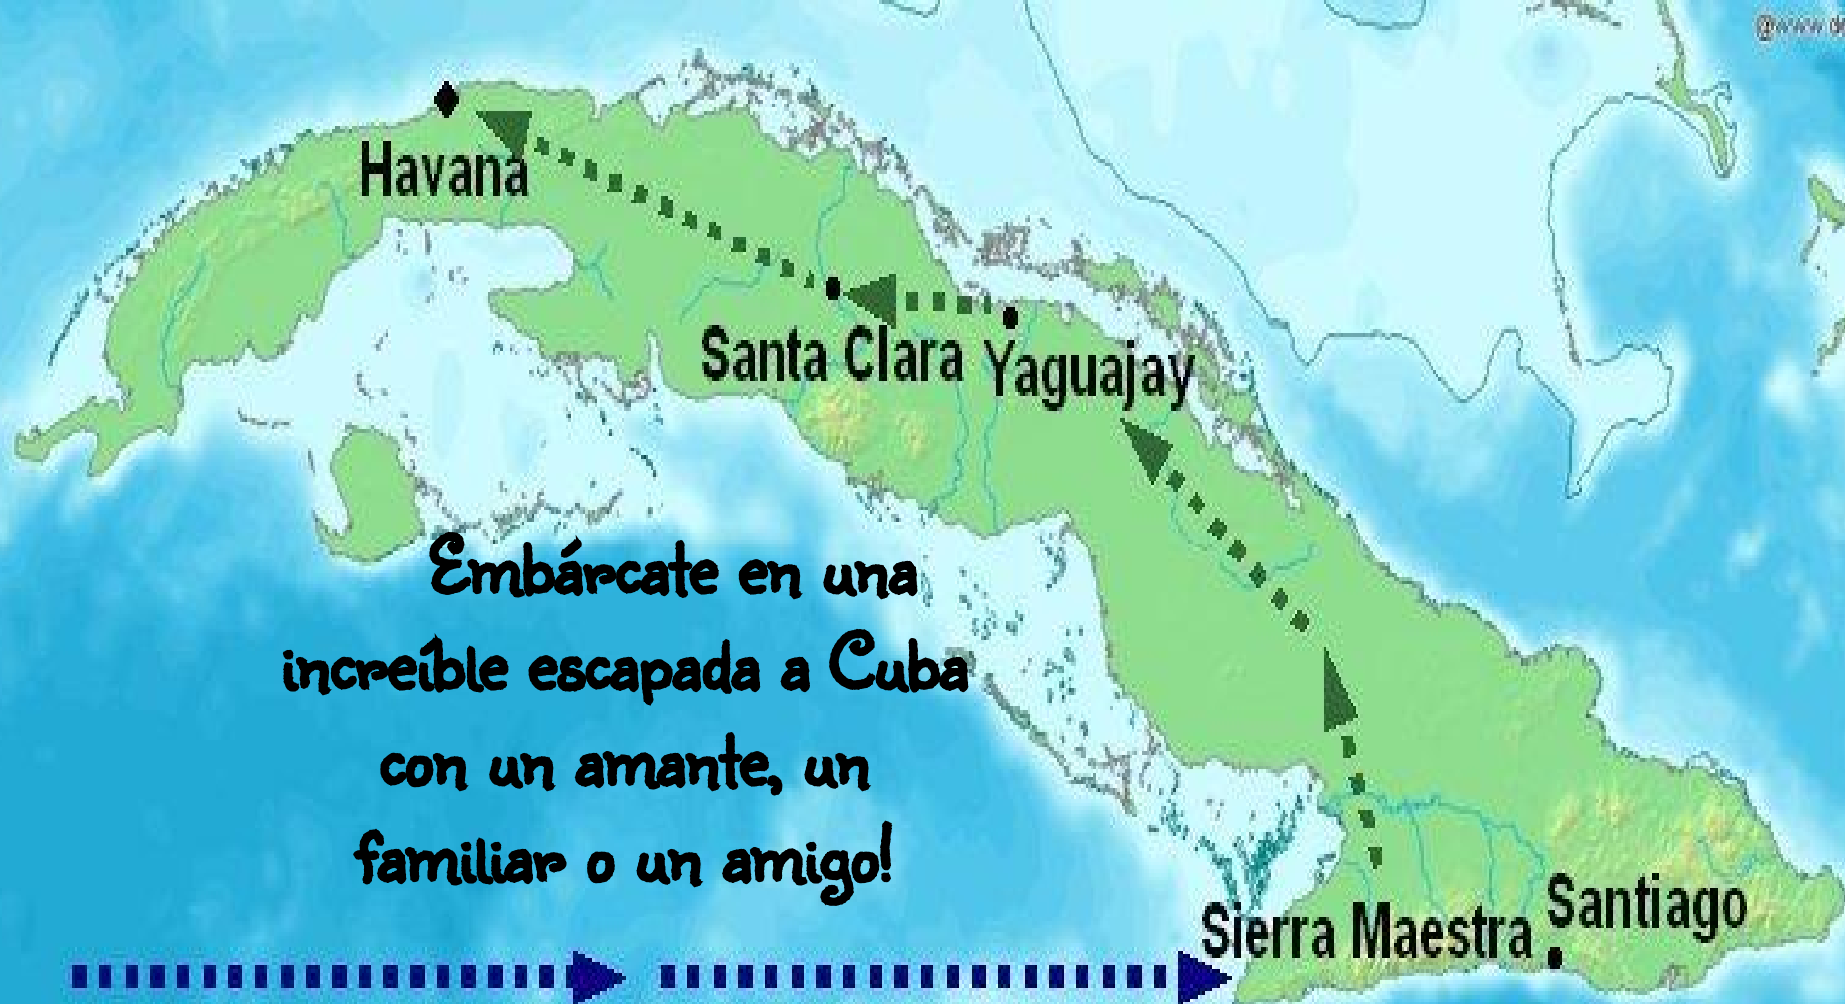 Havana
Santa Clara
Yaguajay
Embárcate en una
increíble escapada a Cuba
con un amante, un
familiar o un amigo!
Sierra Maestra
Santiago